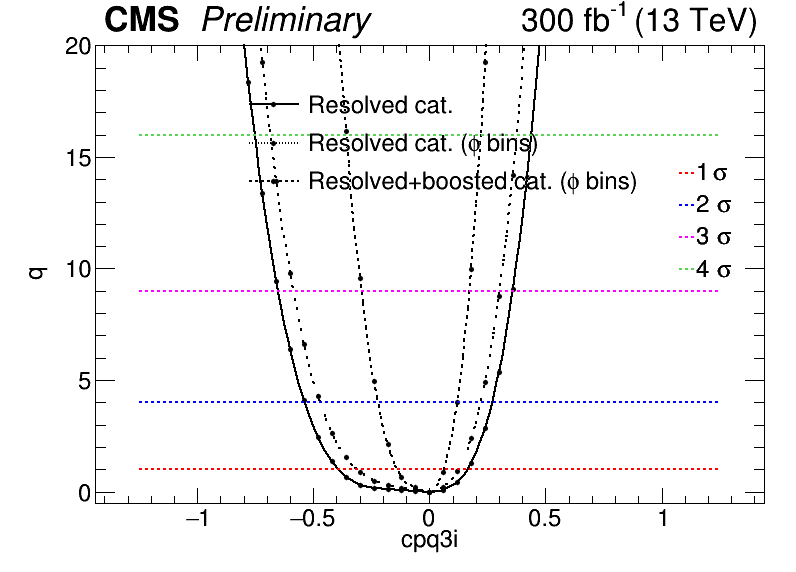 CMS Preliminary 300 fb-1 (13 TeV)
20
Resolved cat.
Resolved cat. (ϕ bins)
Resolved+boosted cat. (ϕ bins)
15
1 σ
2 σ
3 σ
4 σ
10
q
5
0
−1 −0.5 0 0.5 1
cpq3i